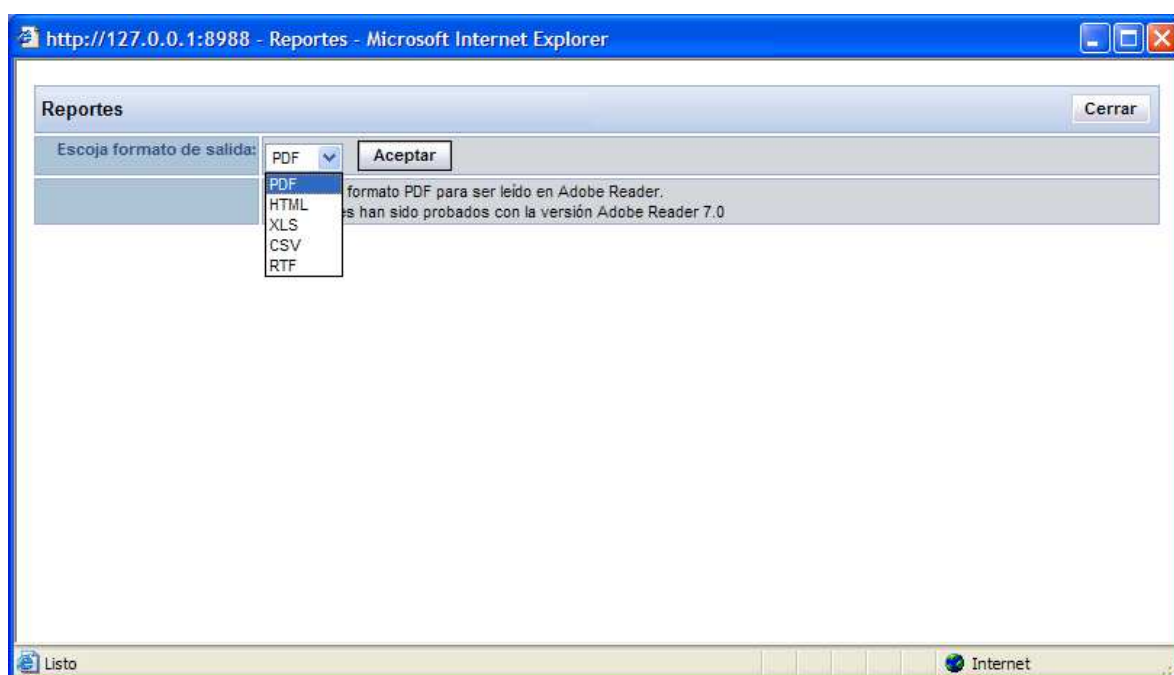 http://127.0.0.1:8988 - Reportes - Microsoft Internet Explorer
Reportes
Cerrar
Escoja formato de salida:
PDF
Aceptar
PDF
HTML
XLS
CSV
RTF
formato PDF para ser leído en Adobe Reader.
han sido probados con la versión Adobe Reader 7.0
Listo
Internet